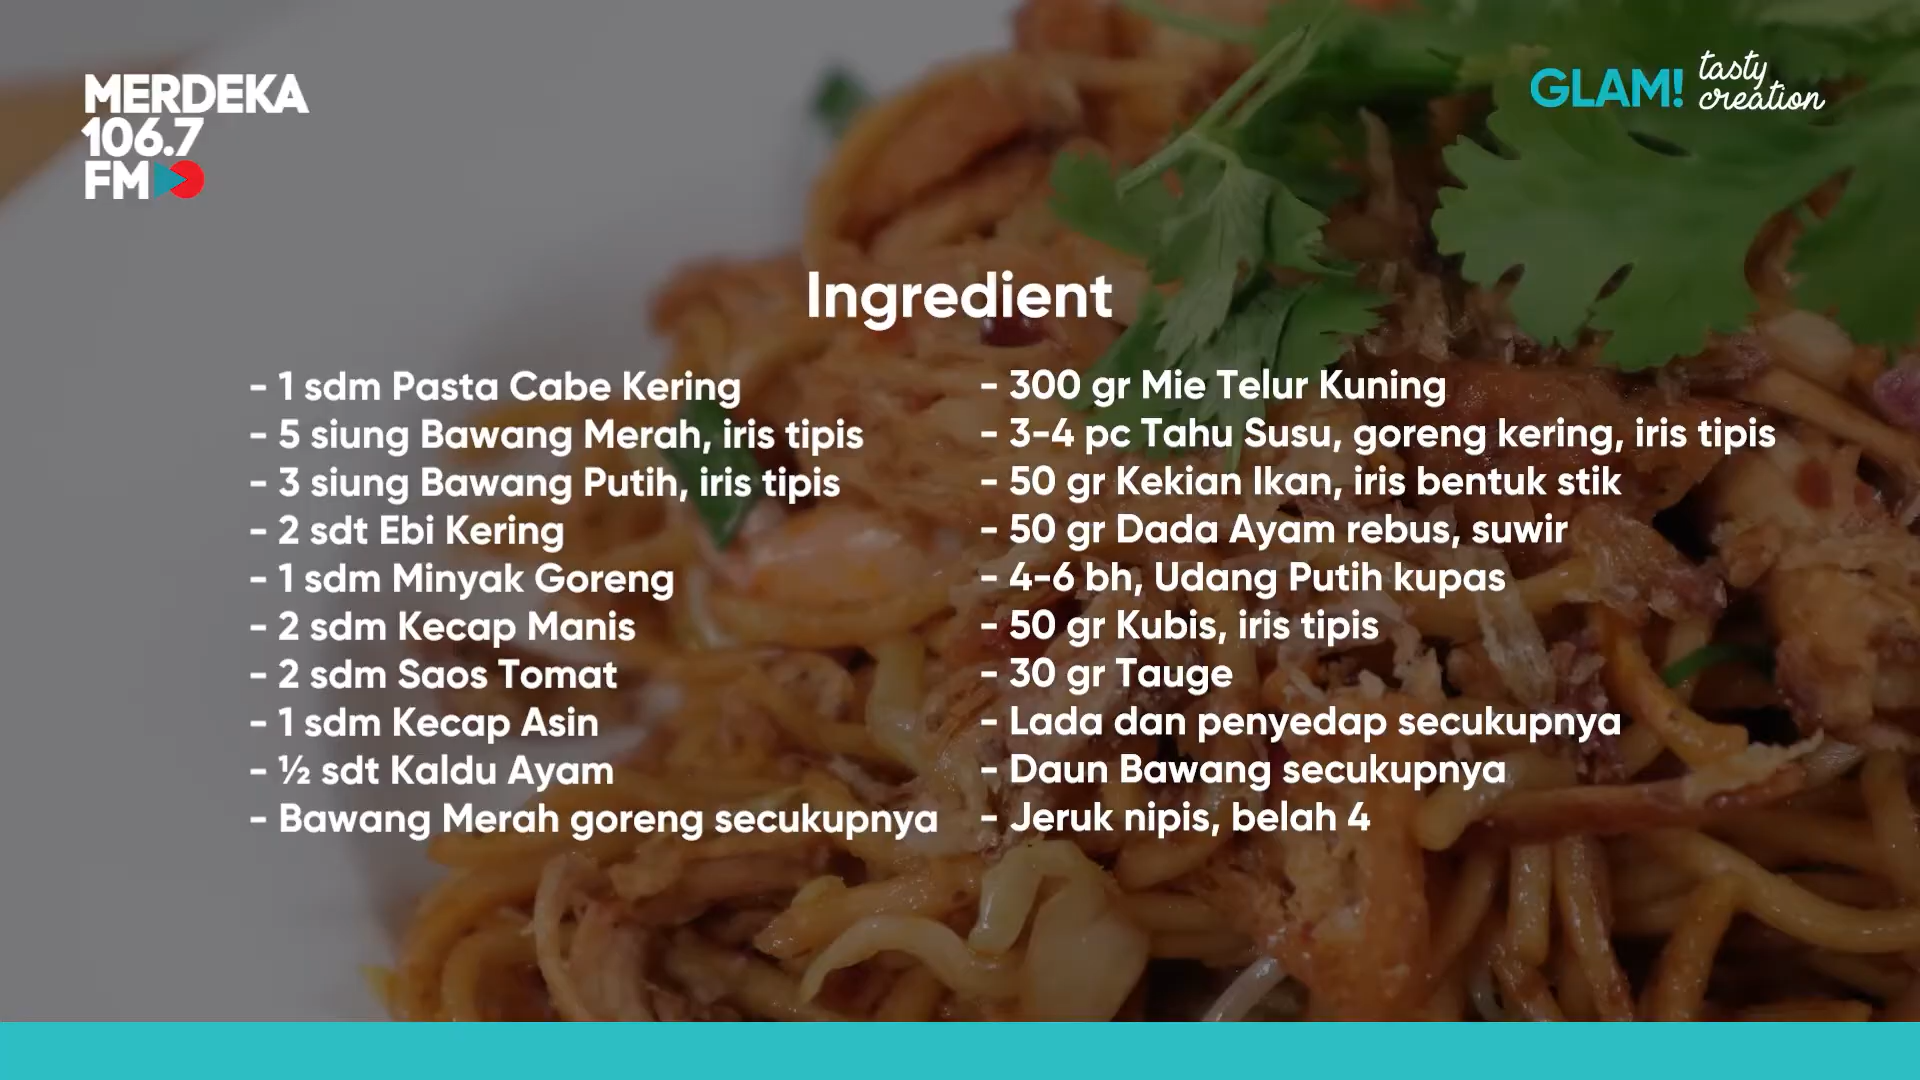 MERDEKA
106.7
FM
GLAM! tasty
creation
Ingredient
- 1 sdm Pasta Cabe Kering
- 5 siung Bawang Merah, iris tipis
- 3 siung Bawang Putih, iris tipis
- 2 sdt Ebi Kering
- 1 sdm Minyak Goreng
- 2 sdm Kecap Manis
- 2 sdm Saos Tomat
- 1 sdm Kecap Asin
- ½ sdt Kaldu Ayam
- Bawang Merah goreng secukupnya
- 300 gr Mie Telur Kuning
- 3-4 pc Tahu Susu, goreng kering, iris tipis
- 50 gr Kekian Ikan, iris bentuk stik
- 50 gr Dada Ayam rebus, suwir
- 4-6 bh, Udang Putih kupas
- 50 gr Kubis, iris tipis
- 30 gr Tauge
- Lada dan penyedap secukupnya
- Daun Bawang secukupnya
- Jeruk nipis, belah 4